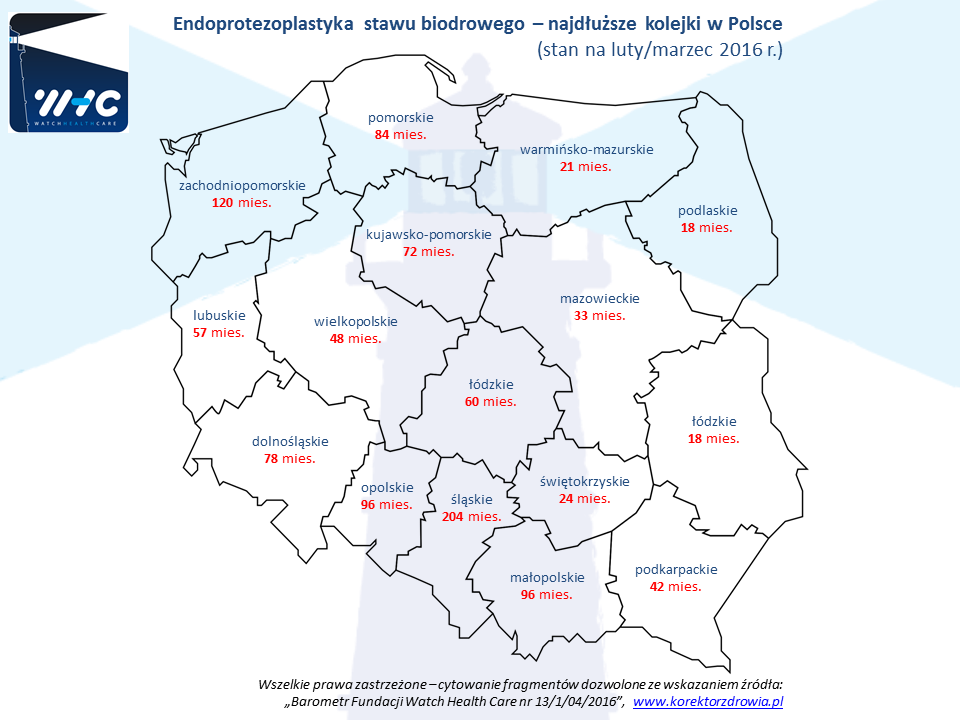 Endoprotezoplastyka stawu biodrowego – najdłuższe kolejki w Polsce
(stan na luty/marzec 2016 r.)
WHC
WATCHHEALTHCARE
pomorskie
84 mies.
warmińsko-mazurskie
21 mies.
zachodniopomorskie
120 mies.
podlaskie
18 mies.
kujawsko-pomorskie
72 mies.
mazowieckie
33 mies.
lubuskie
57 mies.
wielkopolskie
48 mies.
łódzkie
60 mies.
łódzkie
18 mies.
dolnośląskie
78 mies.
opolskie
96 mies.
śląskie
204 mies.
świętokrzyskie
24 mies.
małopolskie
96 mies.
podkarpackie
42 mies.
Wszelkie prawa zastrzeżone – cytowanie fragmentów dozwolone ze wskazaniem źródła:
„Barometr Fundacji Watch Health Care nr 13/1/04/2016”, www.korektorzdrowia.pl